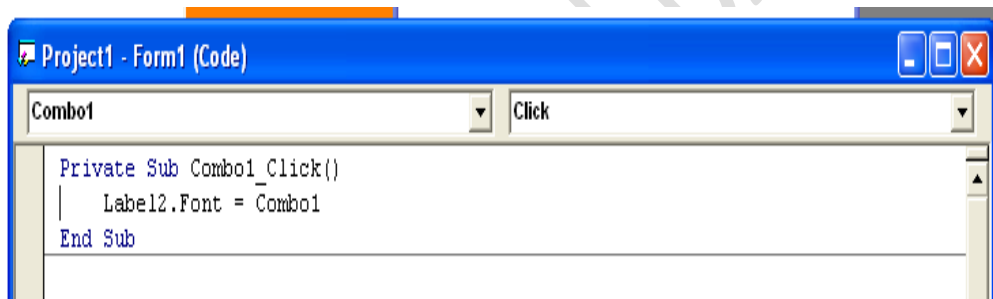 Project1 - Form1 (Code)
Combo1 Click
Private Sub Combo1_Click()
Label2.Font = Combo1
End Sub